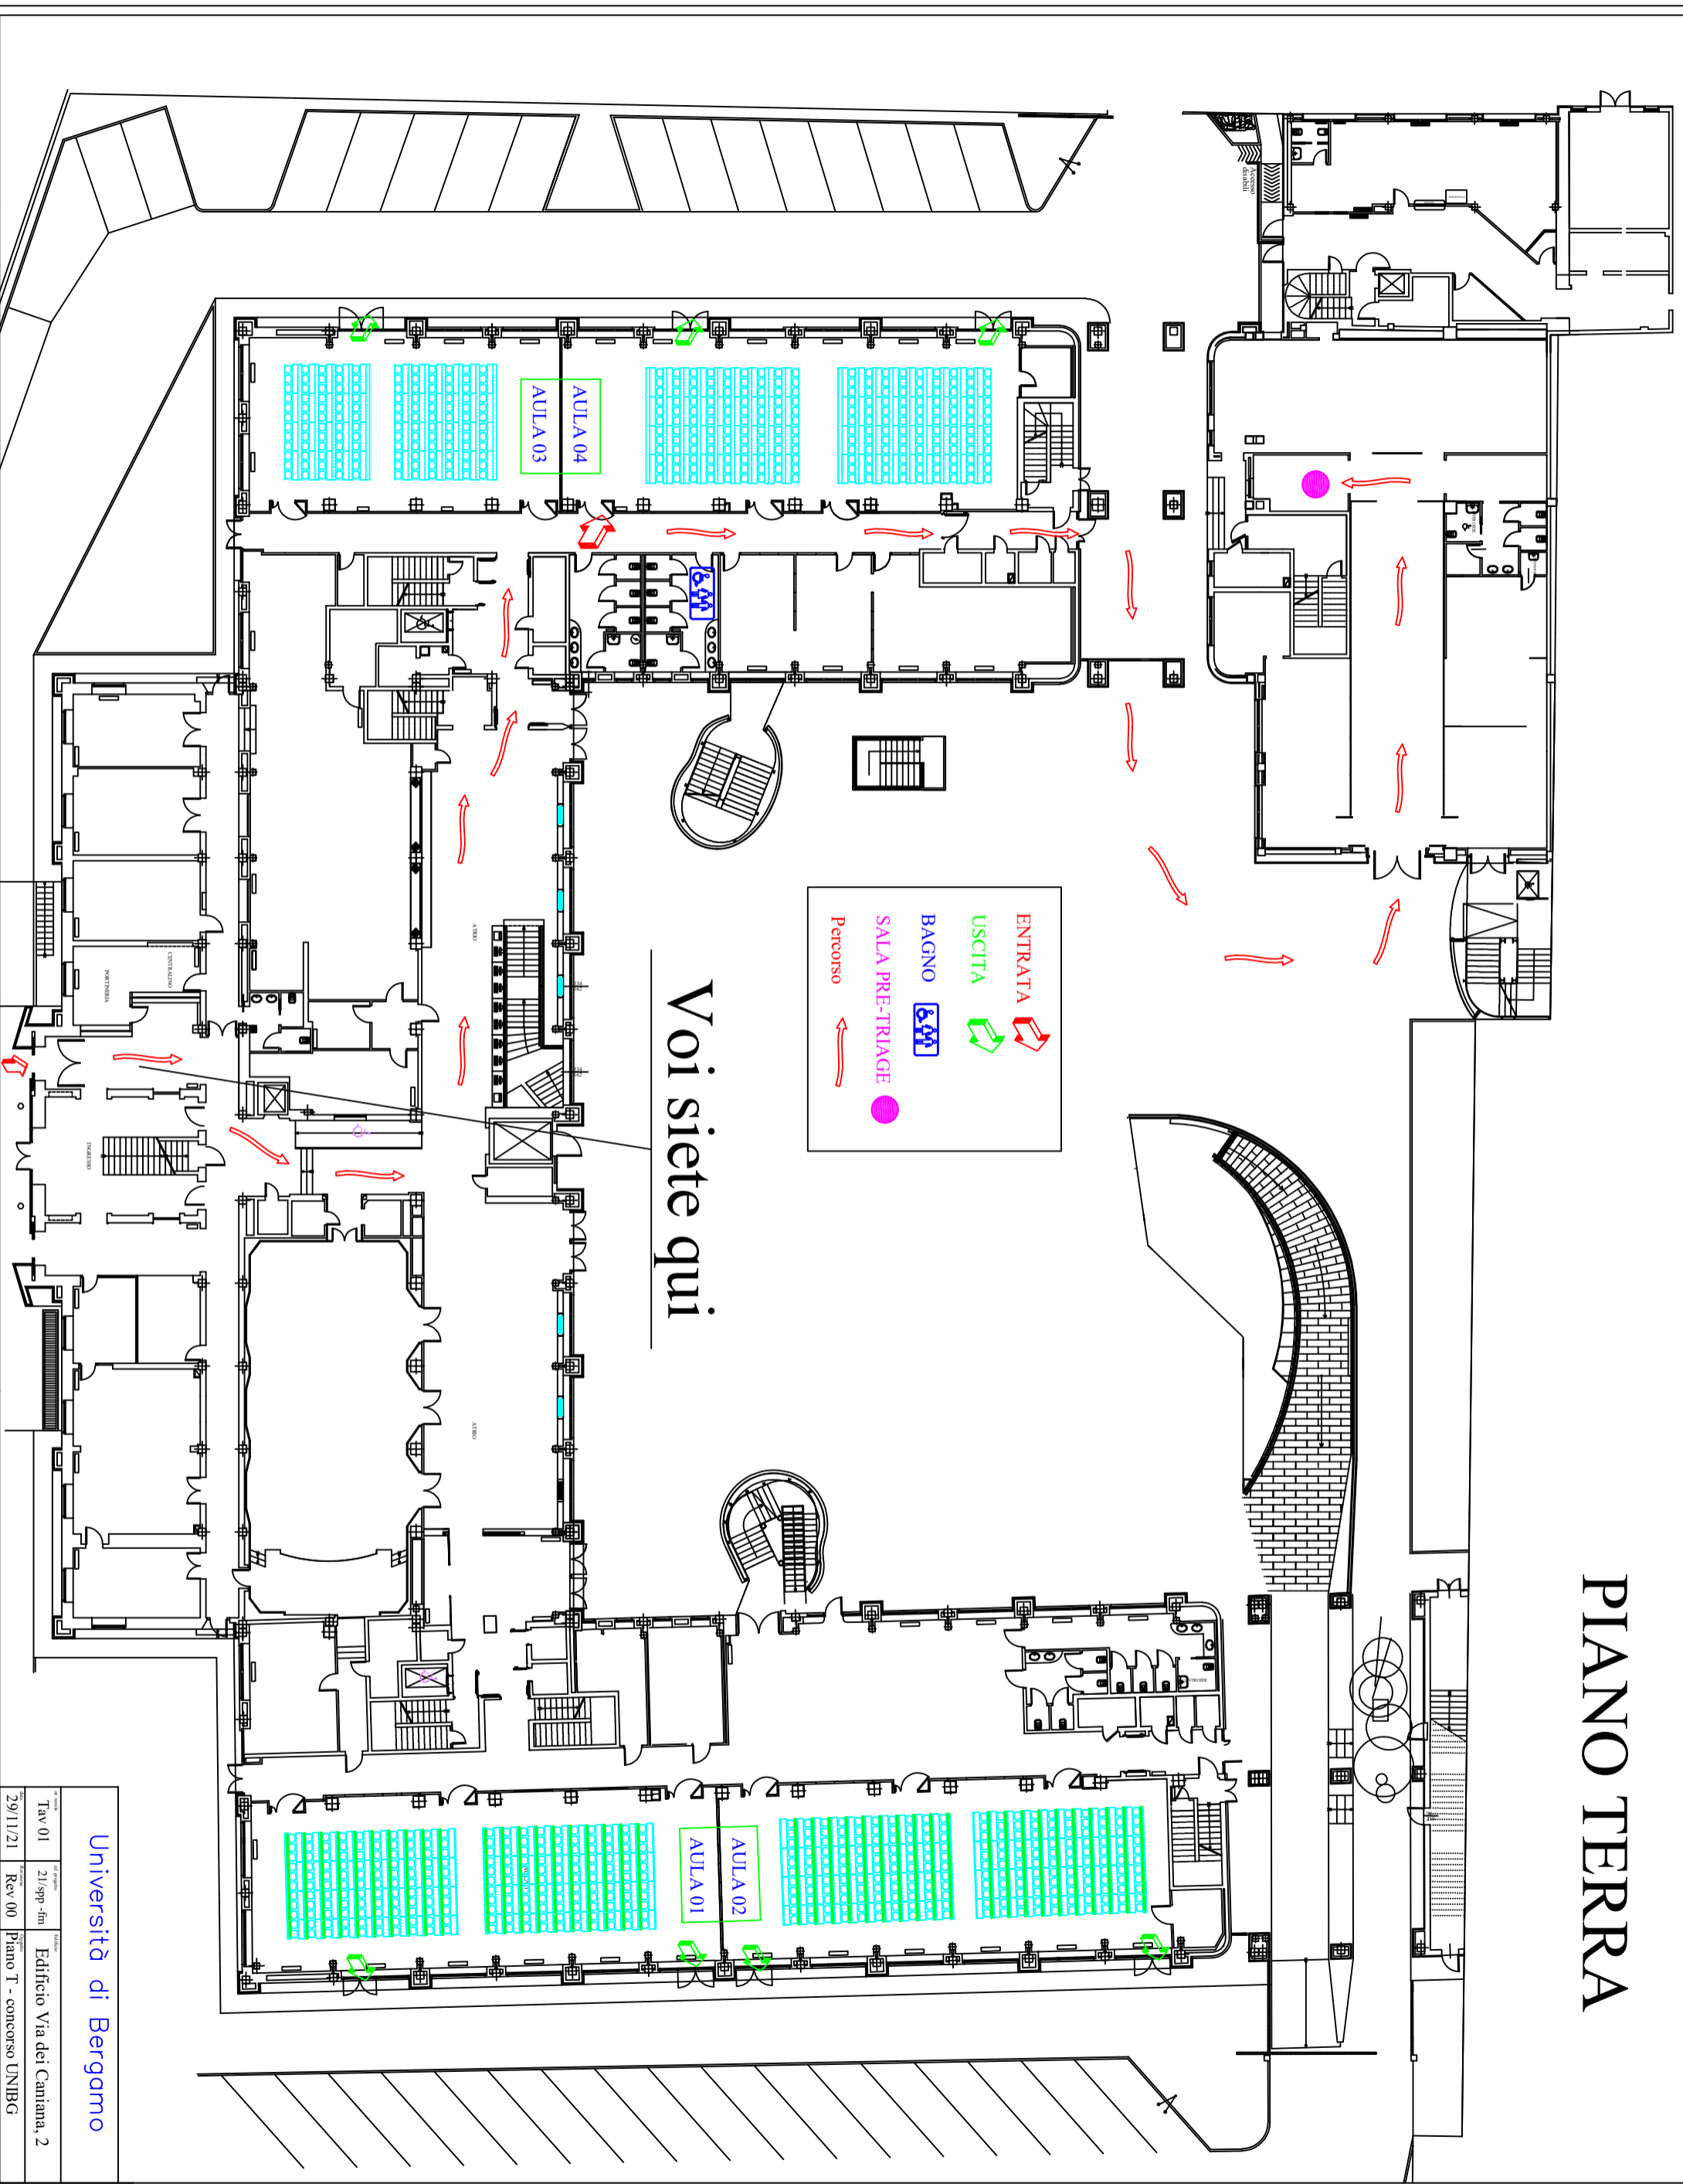 PIANO TERRA
Accesso
disabili
AULA 04
AULA 03
ENTRATA
USCITA
BAGNO
SALA PRE-TRIAGE
Percorso
Voi siete qui
ATRIO
ATRIO
CENTRALINO
PORTINERIA
INGRESSO
AULA 02
AULA 01
Università di Bergamo
Tav 01
21/spp -fm
Edificio Via dei Caniana, 2
29/11/21
Rev 00
Piano T - concorso UNIBG